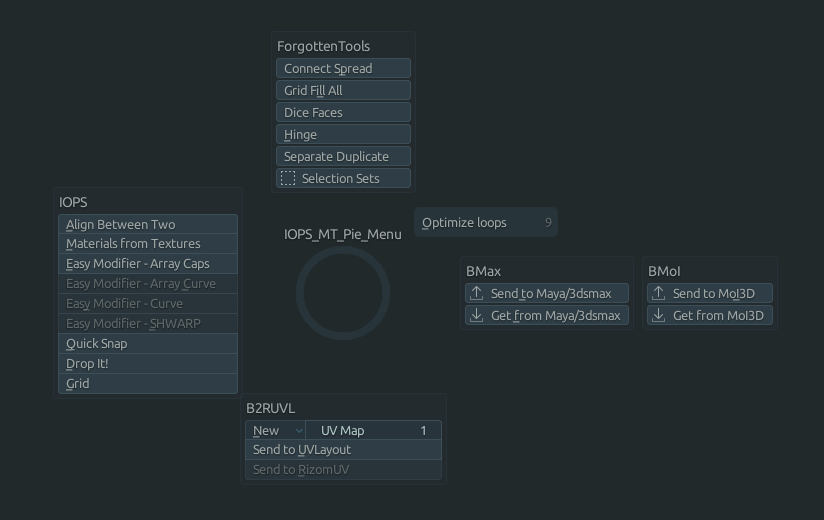 ForgottenTools
Connect Spread
Grid Fill All
Dice Faces
Hinge
Separate Duplicate
Selection Sets
IOPS
Align Between Two
Materials from Textures
Easy Modifier - Array Caps
Easy Modifier - Array Curve
Easy Modifier - Curve
Easy Modifier - SHWARP
Quick Snap
Drop It!
Grid
IOPS_MT_Pie_Menu
Optimize loops 9
BMax
Send to Maya/3dsmax
Get from Maya/3dsmax
BMoI
Send to MoI3D
Get from MoI3D
B2RUVL
New UV Map 1
Send to UVLayout
Send to RizomUV